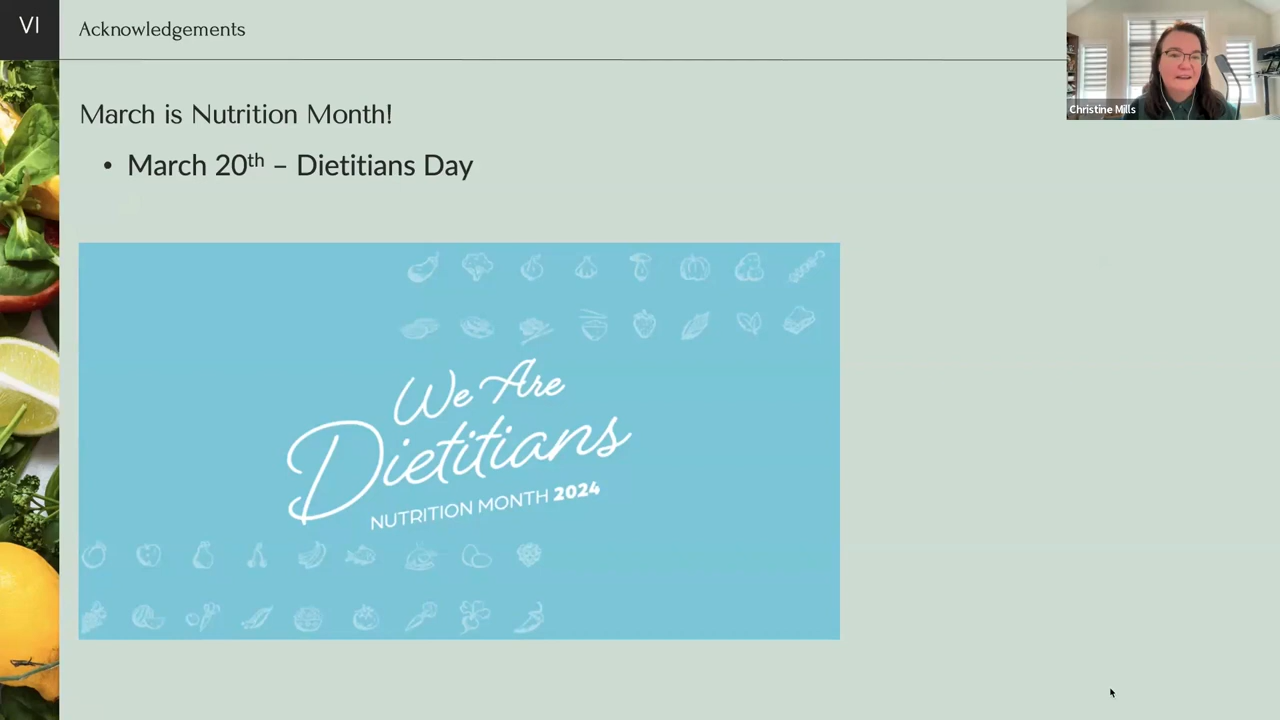 VI
Acknowledgements
Christine Mills
March is Nutrition Month!
• March 20th – Dietitians Day
We Are
Dietitians
NUTRITION MONTH 2024